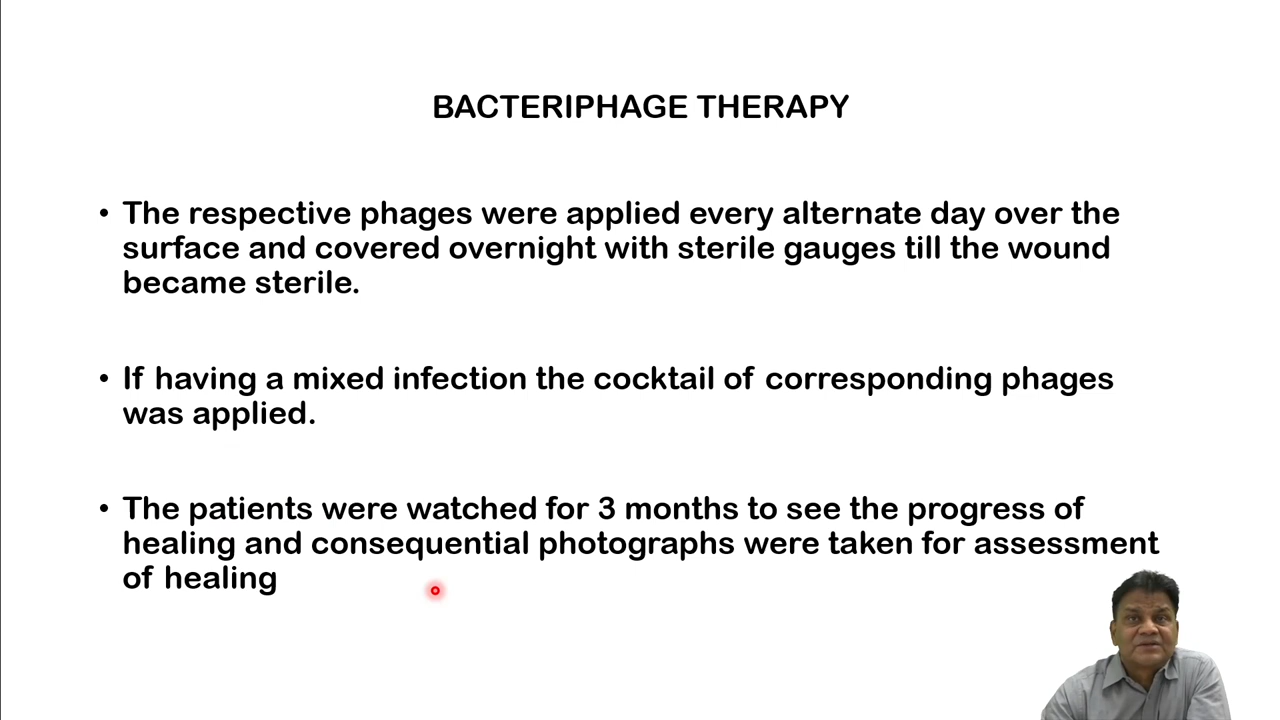 BACTERIPHAGE THERAPY
• The respective phages were applied every alternate day over the
surface and covered overnight with sterile gauges till the wound
became sterile.
• If having a mixed infection the cocktail of corresponding phages
was applied.
• The patients were watched for 3 months to see the progress of
healing and consequential photographs were taken for assessment
of healing